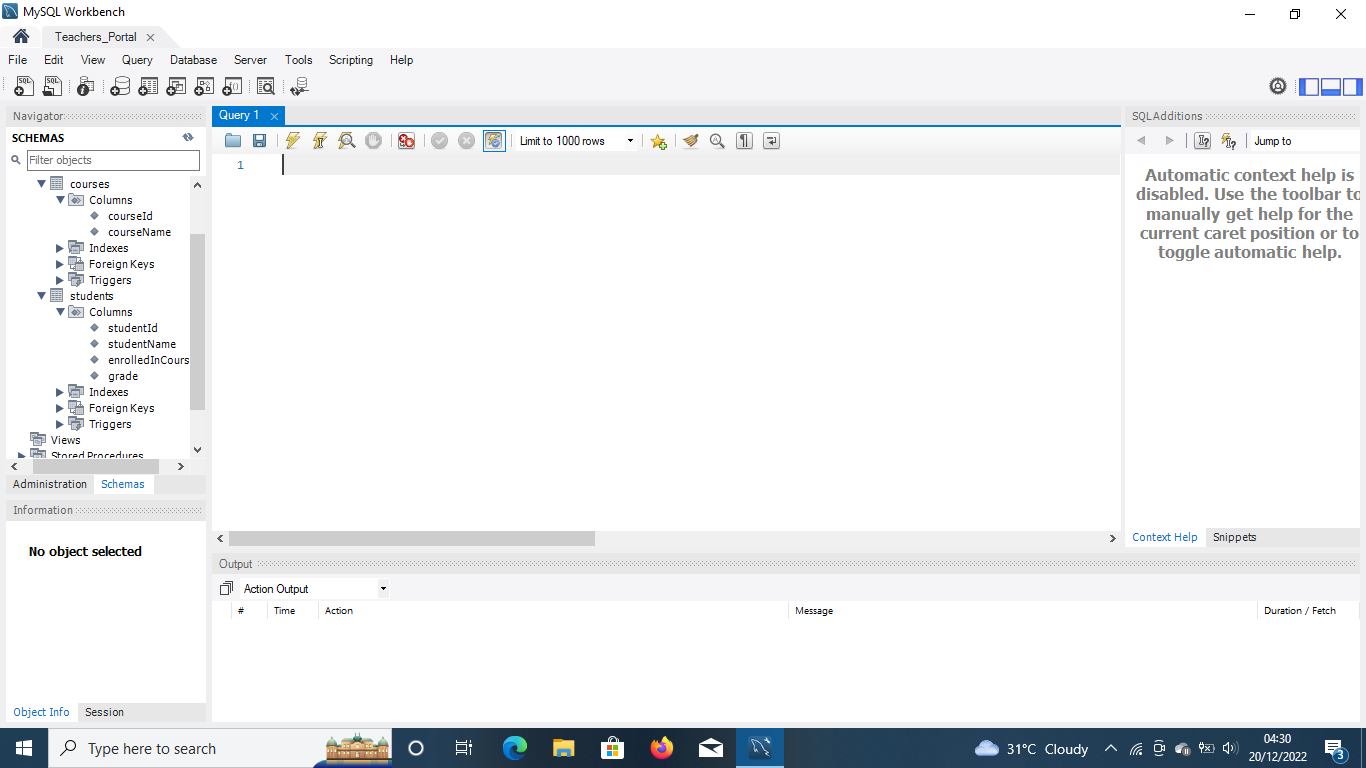 MySQL Workbench
Teachers_Portal
File Edit View Query Database Server Tools Scripting Help
Navigator
SCHEMAS
Filter objects
courses
Columns
courseId
courseName
Indexes
Foreign Keys
Triggers
students
Columns
studentId
studentName
enrolledInCours
grade
Indexes
Foreign Keys
Triggers
Views
Stored Procedures
Administration Schemas
Information
No object selected
Object Info Session
Query 1
Limit to 1000 rows
1
SQLAdditions
Jump to
Automatic context help is
disabled. Use the toolbar to
manually get help for the
current caret position or to
toggle automatic help.
Context Help Snippets
Output
Action Output
# Time Action Message Duration / Fetch
Type here to search
31°C Cloudy
04:30
20/12/2022
3